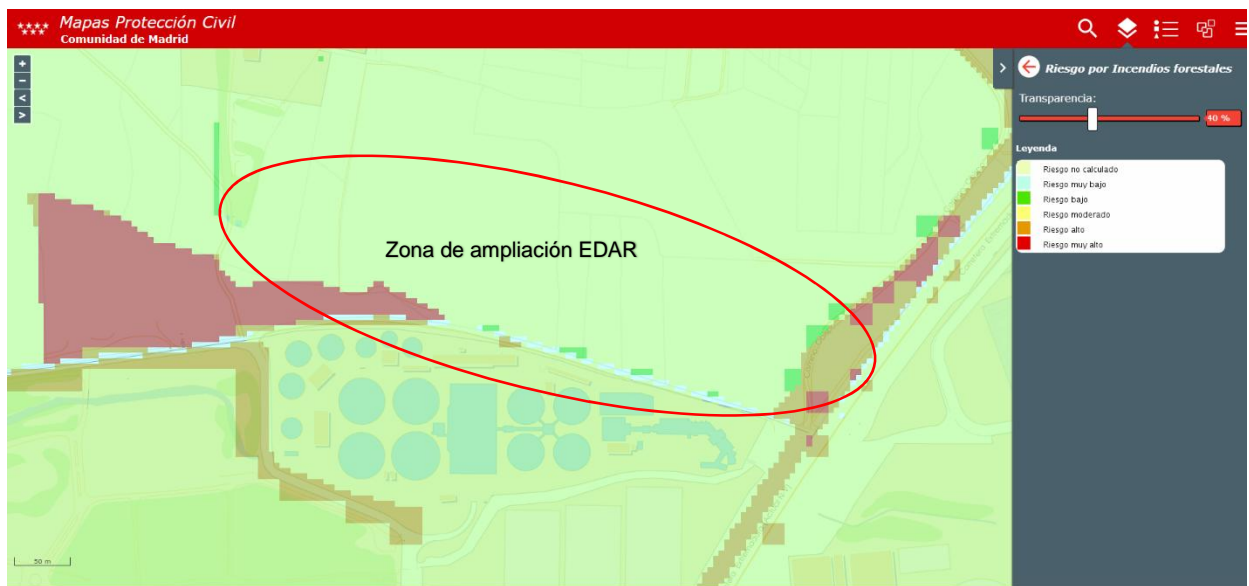 Mapas Protección Civil
Comunidad de Madrid
+
−
<
>
>
Riesgo por Incendios forestales
Transparencia:
40 %
Leyenda
Riesgo no calculado
Riesgo muy bajo
Riesgo bajo
Riesgo moderado
Riesgo alto
Riesgo muy alto
Zona de ampliación EDAR
50 m